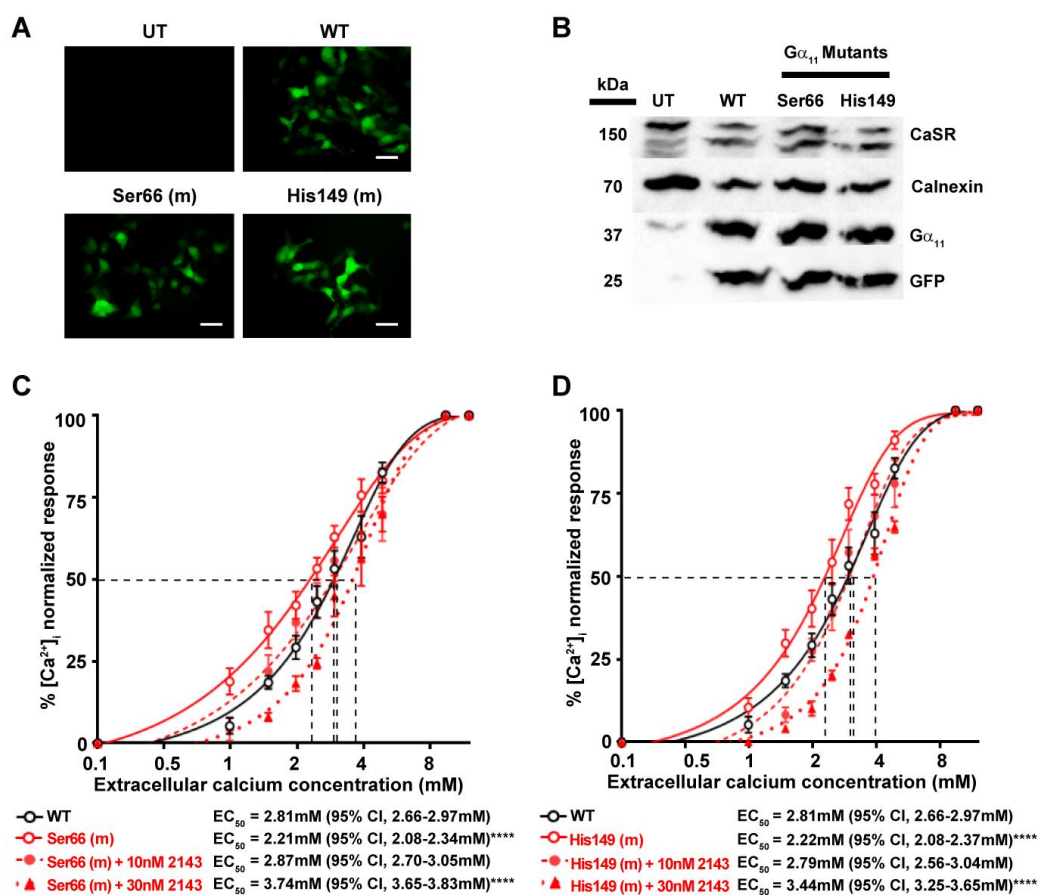 A
UT
WT
Ser66 (m)
His149 (m)
B
Gα11 Mutants
kDa
UT
WT
Ser66
His149
150
CaSR
70
Calnexin
37
Gα11
25
GFP
C
% [Ca2+]i normalized response
100
75
50
25
0
0.1
0.5
1
2
4
8
Extracellular calcium concentration (mM)
WT EC50 = 2.81mM (95% CI, 2.66-2.97mM)
Ser66 (m) EC50 = 2.21mM (95% CI, 2.08-2.34mM)****
Ser66 (m) + 10nM 2143 EC50 = 2.87mM (95% CI, 2.70-3.05mM)
Ser66 (m) + 30nM 2143 EC50 = 3.74mM (95% CI, 3.65-3.83mM)****
D
% [Ca2+]i normalized response
100
75
50
25
0
0.1
0.5
1
2
4
8
Extracellular calcium concentration (mM)
WT EC50 = 2.81mM (95% CI, 2.66-2.97mM)
His149 (m) EC50 = 2.22mM (95% CI, 2.08-2.37mM)****
His149 (m) + 10nM 2143 EC50 = 2.79mM (95% CI, 2.56-3.04mM)
His149 (m) + 30nM 2143 EC50 = 3.44mM (95% CI, 3.25-3.65mM)****